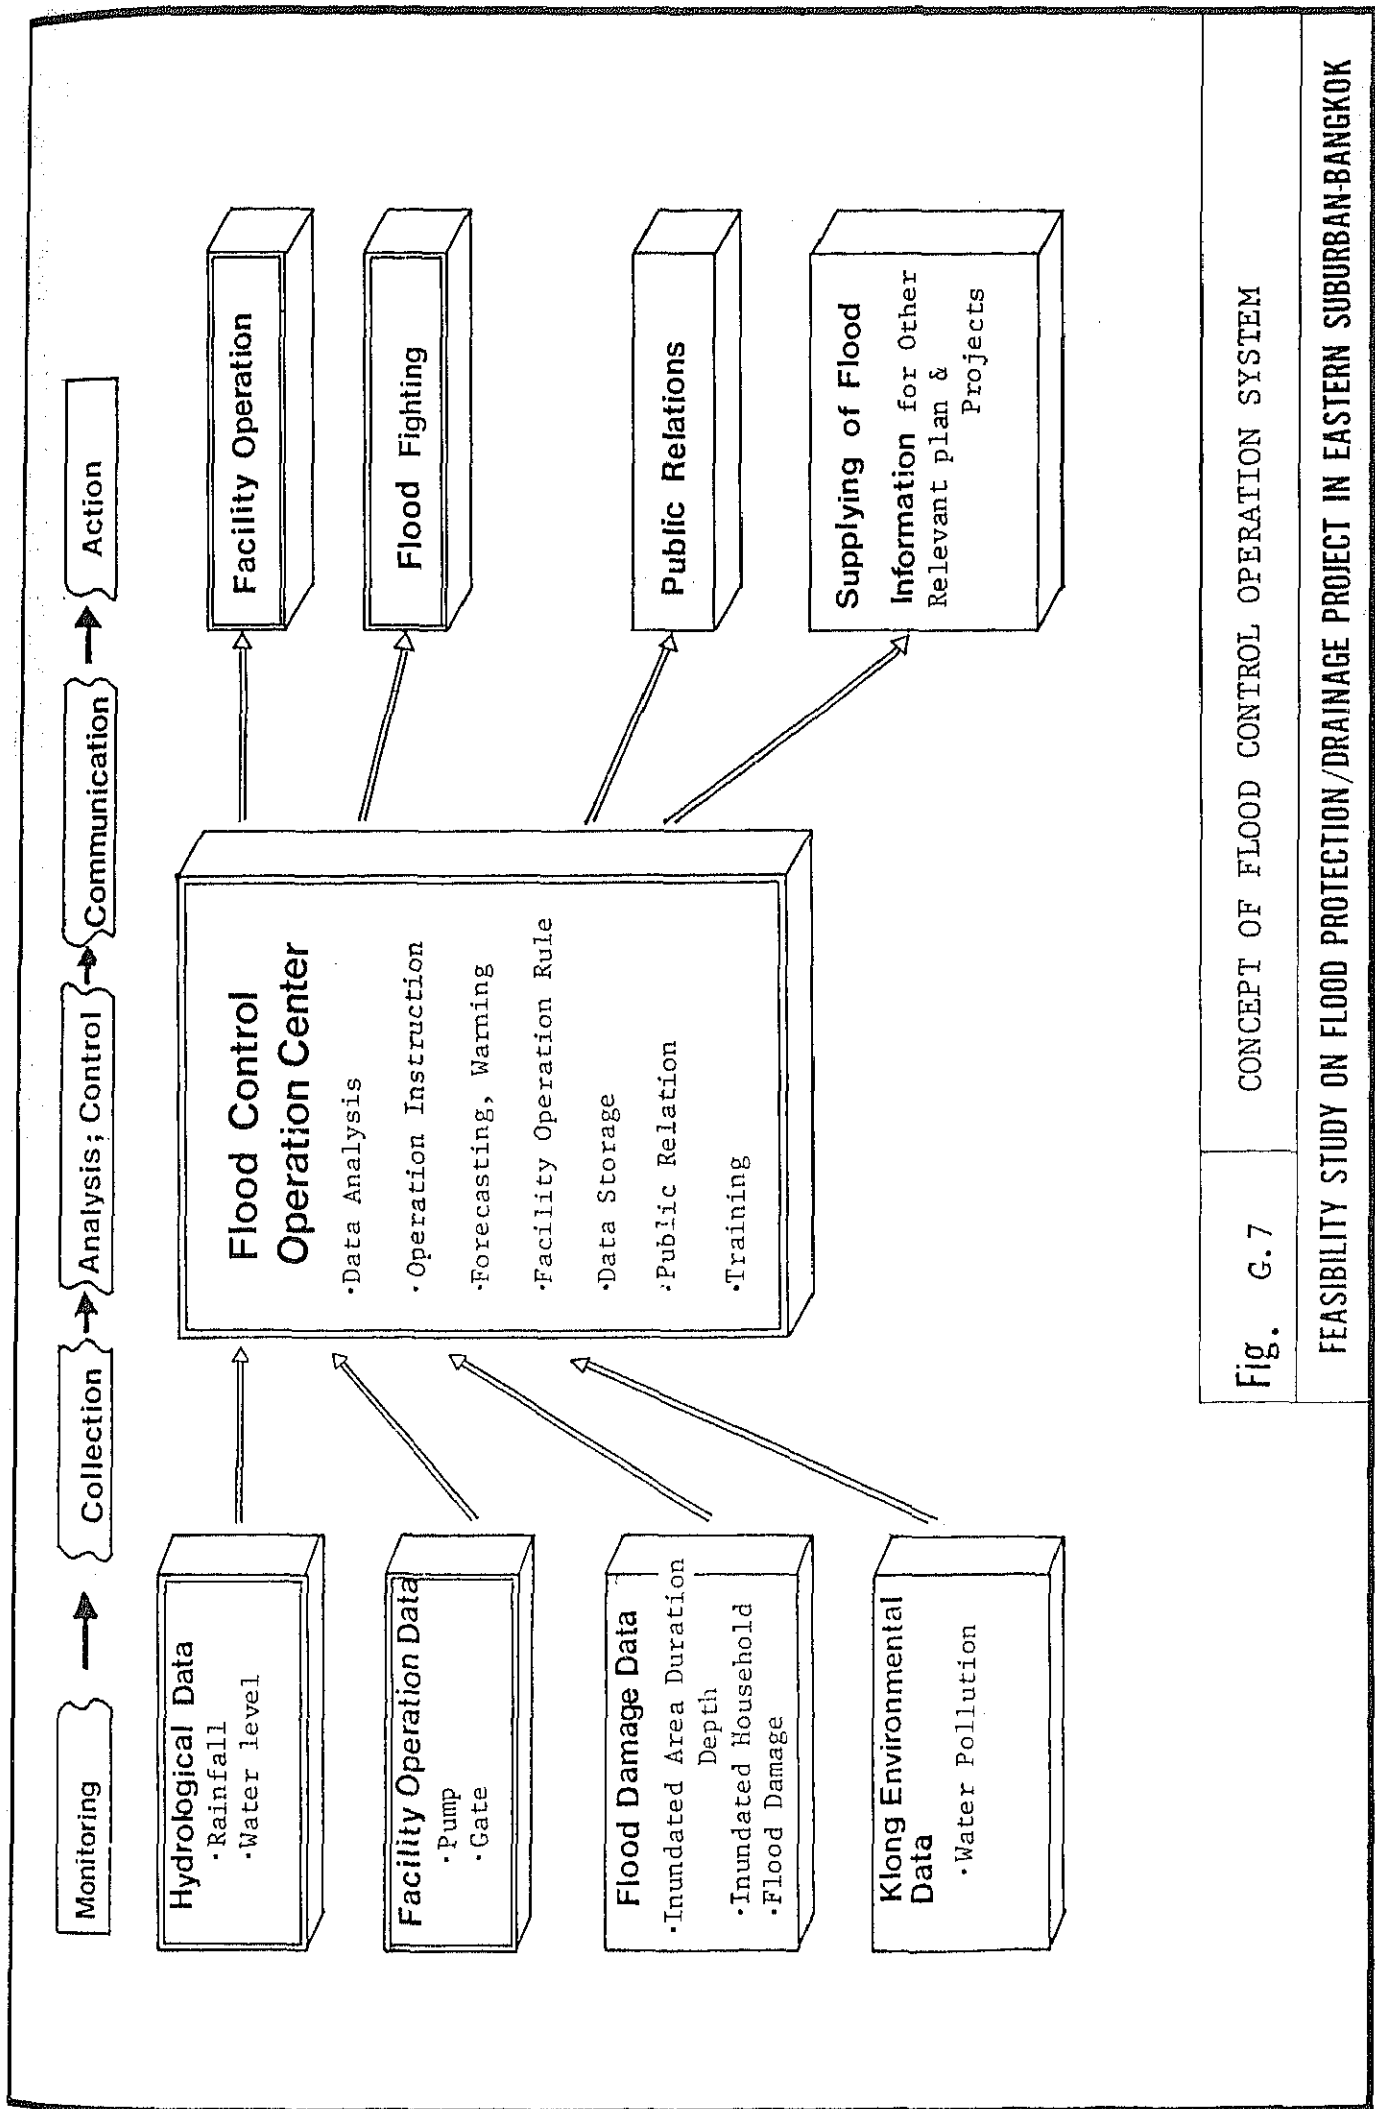 Monitoring
Collection
Analysis; Control
Communication
Action
Hydrological Data
·Rainfall
·Water level
Facility Operation Data
·Pump
·Gate
Flood Damage Data
·Inundated Area Duration
Depth
·Inundated Household
·Flood Damage
Klong Environmental
Data
·Water Pollution
Flood Control
Operation Center
·Data Analysis
·Operation Instruction
·Forecasting, Warning
·Facility Operation Rule
·Data Storage
·Public Relation
·Training
Facility Operation
Flood Fighting
Public Relations
Supplying of Flood
Information for Other
Relevant plan &
Projects
Fig. G.7
CONCEPT OF FLOOD CONTROL OPERATION SYSTEM
FEASIBILITY STUDY ON FLOOD PROTECTION/DRAINAGE PROJECT IN EASTERN SUBURBAN-BANGKOK